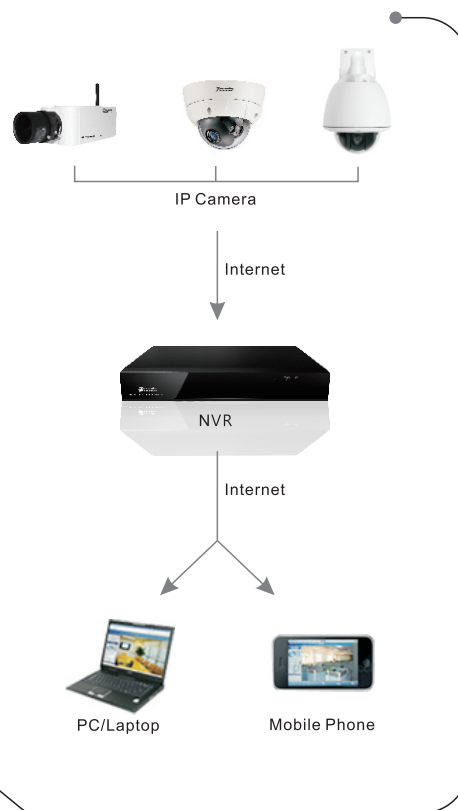 IP Camera
Internet
NVR
Internet
PC/Laptop
Mobile Phone